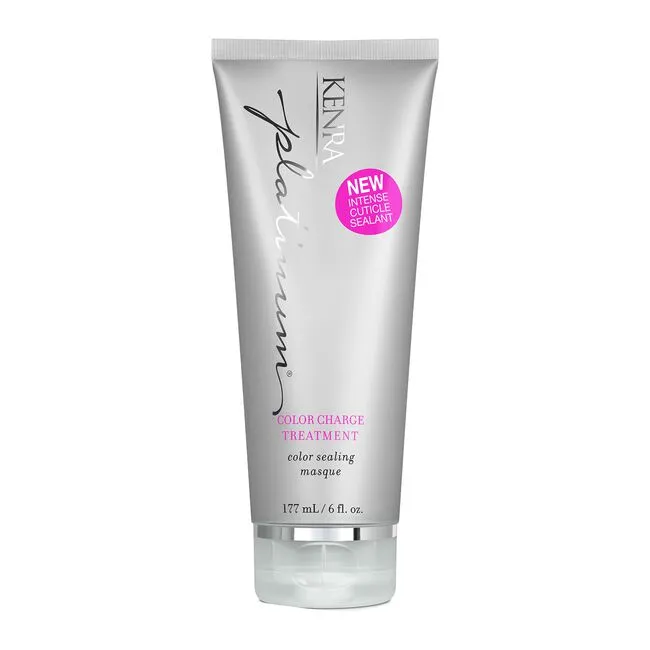 KENRA
platinum®
NEW
INTENSE
CUTICLE
SEALANT
COLOR CHARGE
TREATMENT
color sealing
masque
177 mL / 6 fl. oz.